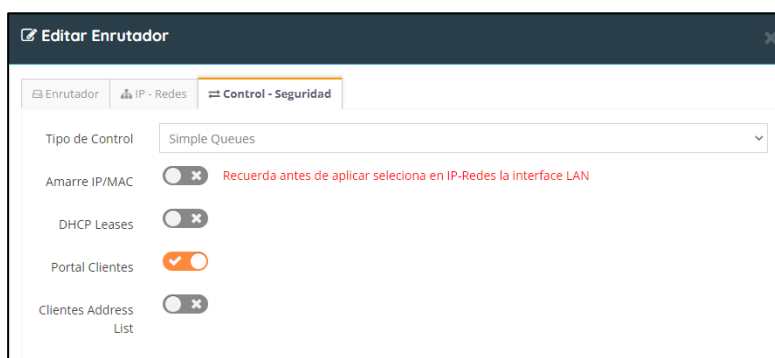 Editar Enrutador
Enrutador
IP - Redes
Control - Seguridad
Tipo de Control
Simple Queues
Amarre IP/MAC
Recuerda antes de aplicar selecciona en IP-Redes la interface LAN
DHCP Leases
Portal Clientes
Clientes Address
List